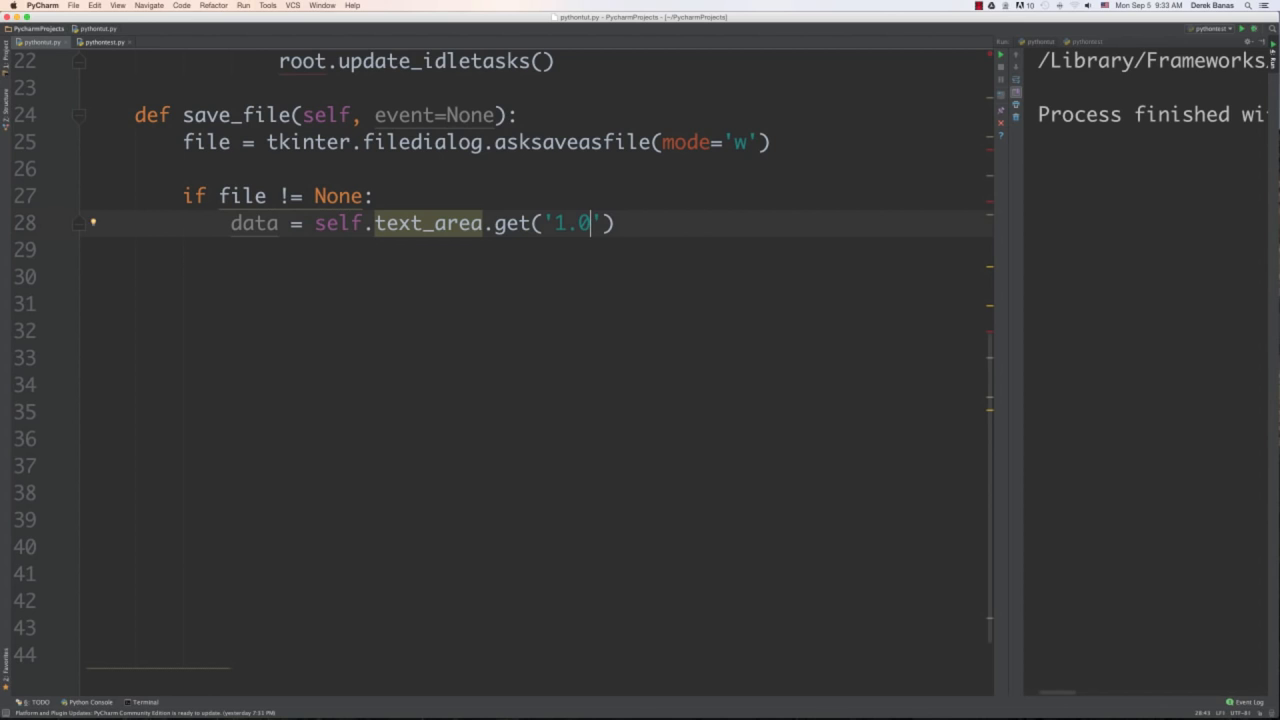 PyCharm File Edit View Navigate Code Refactor Run Tools VCS Window Help 10 Mon Sep 5 9:33 AM Derek Banas
pythontut.py - PycharmProjects - [~/PycharmProjects]
PycharmProjects pythontut.py pythontest
pythontut.py pythontest.py Run: pythontut pythontest
22 root.update_idletasks() /Library/Frameworks
23
24 def save_file(self, event=None): Process finished wi
25 file = tkinter.filedialog.asksaveasfile(mode='w')
26
27 if file != None:
28 data = self.text_area.get('1.0')
29
30
31
32
33
34
35
36
37
38
39
40
41
42
43
44
1: Project
7: Structure
2: Favorites
4: Run
6: TODO Python Console Terminal Event Log
Platform and Plugin Updates: PyCharm Community Edition is ready to update. (yesterday 7:31 PM) 28:43 LF: UTF-8: